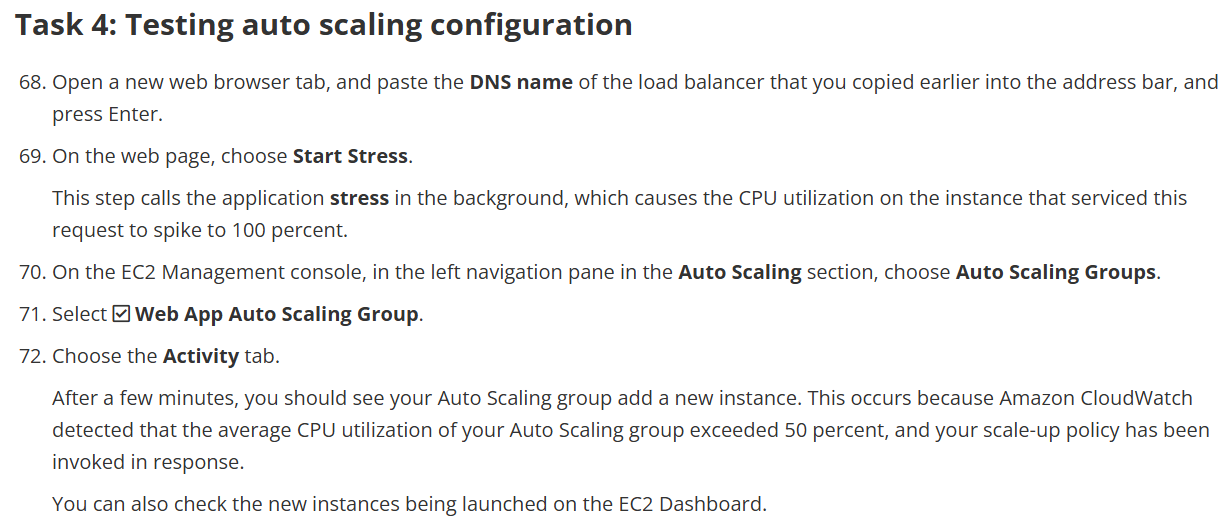 Task 4: Testing auto scaling configuration
68. Open a new web browser tab, and paste the DNS name of the load balancer that you copied earlier into the address bar, and
press Enter.
69. On the web page, choose Start Stress.
This step calls the application stress in the background, which causes the CPU utilization on the instance that serviced this
request to spike to 100 percent.
70. On the EC2 Management console, in the left navigation pane in the Auto Scaling section, choose Auto Scaling Groups.
71. Select ☑ Web App Auto Scaling Group.
72. Choose the Activity tab.
After a few minutes, you should see your Auto Scaling group add a new instance. This occurs because Amazon CloudWatch
detected that the average CPU utilization of your Auto Scaling group exceeded 50 percent, and your scale-up policy has been
invoked in response.
You can also check the new instances being launched on the EC2 Dashboard.